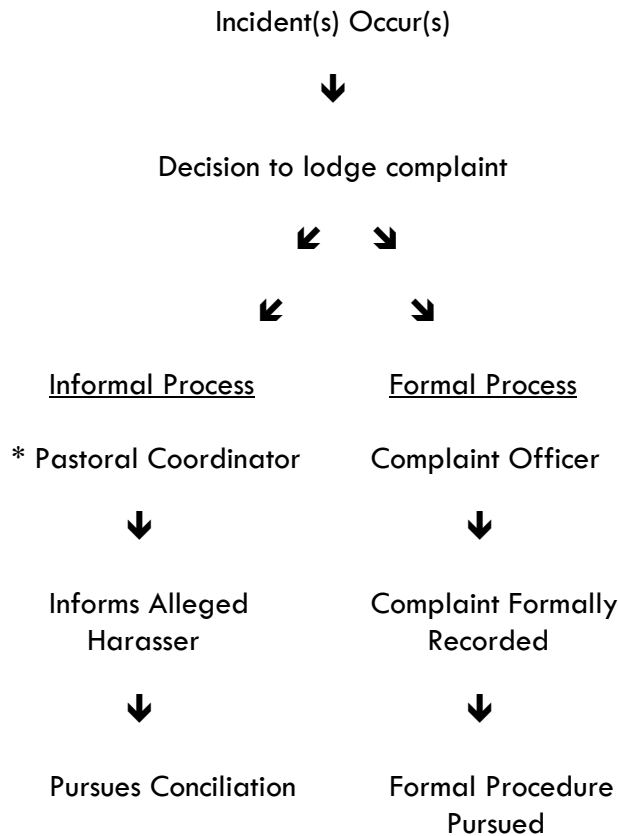 Incident(s) Occur(s)
Decision to lodge complaint
Informal Process
Formal Process
* Pastoral Coordinator
Complaint Officer
Informs Alleged
Harasser
Complaint Formally
Recorded
Pursues Conciliation
Formal Procedure
Pursued